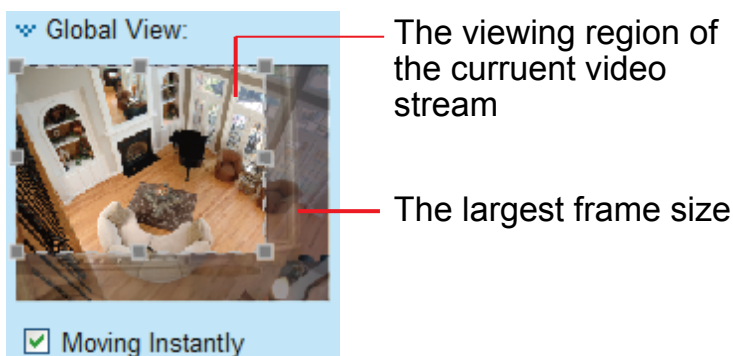 Global View:
The viewing region of
the curruent video
stream
The largest frame size
Moving Instantly